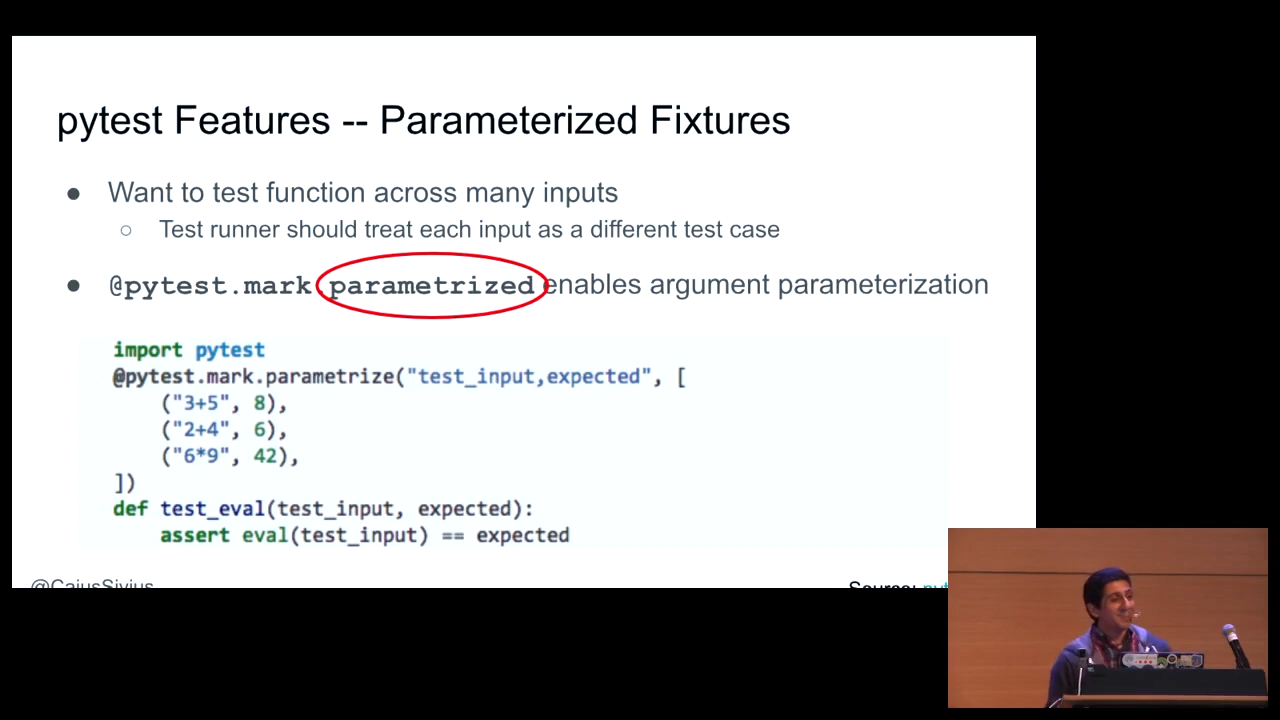 pytest Features -- Parameterized Fixtures
● Want to test function across many inputs
○ Test runner should treat each input as a different test case
● @pytest.mark.parametrized enables argument parameterization
import pytest
@pytest.mark.parametrize("test_input,expected", [
("3+5", 8),
("2+4", 6),
("6*9", 42),
])
def test_eval(test_input, expected):
assert eval(test_input) == expected
@CaiusSivius
Source: